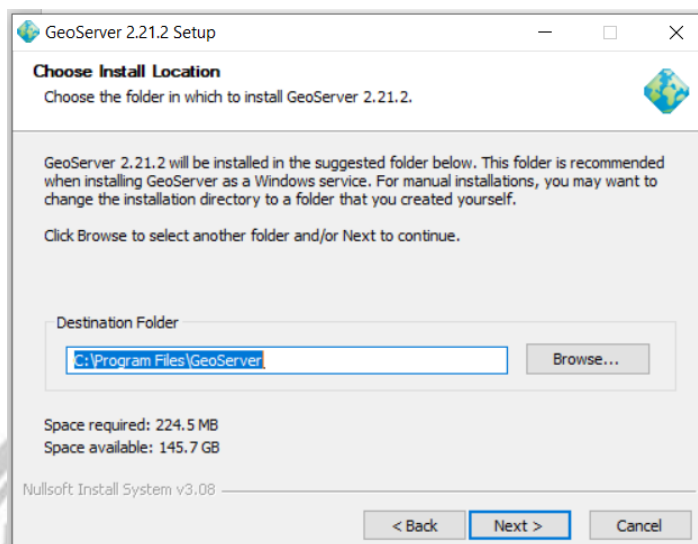 GeoServer 2.21.2 Setup
Choose Install Location
Choose the folder in which to install GeoServer 2.21.2.
GeoServer 2.21.2 will be installed in the suggested folder below. This folder is recommended
when installing GeoServer as a Windows service. For manual installations, you may want to
change the installation directory to a folder that you created yourself.
Click Browse to select another folder and/or Next to continue.
Destination Folder
C:\Program Files\GeoServer
Browse...
Space required: 224.5 MB
Space available: 145.7 GB
Nullsoft Install System v3.08
< Back
Next >
Cancel